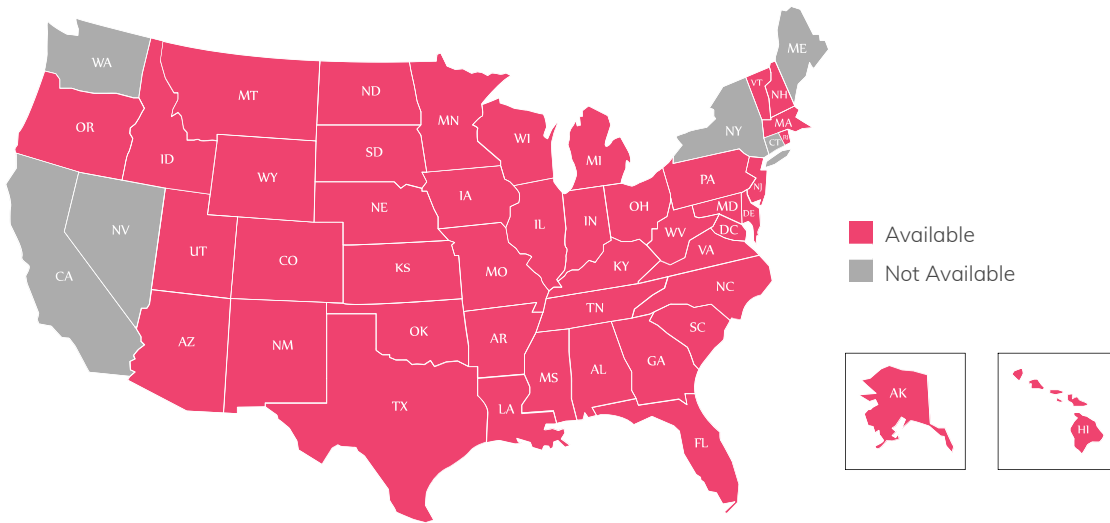 WA
ME
MT
ND
VT
NH
MN
OR
WI
MA
NY
RI
CT
SD
MI
ID
WY
PA
NJ
IA
NE
OH
MD
DE
IL
IN
NV
WV
DC
Available
UT
CO
VA
KS
KY
MO
Not Available
CA
NC
TN
OK
SC
AZ
NM
AR
GA
MS
AL
AK
TX
LA
HI
FL